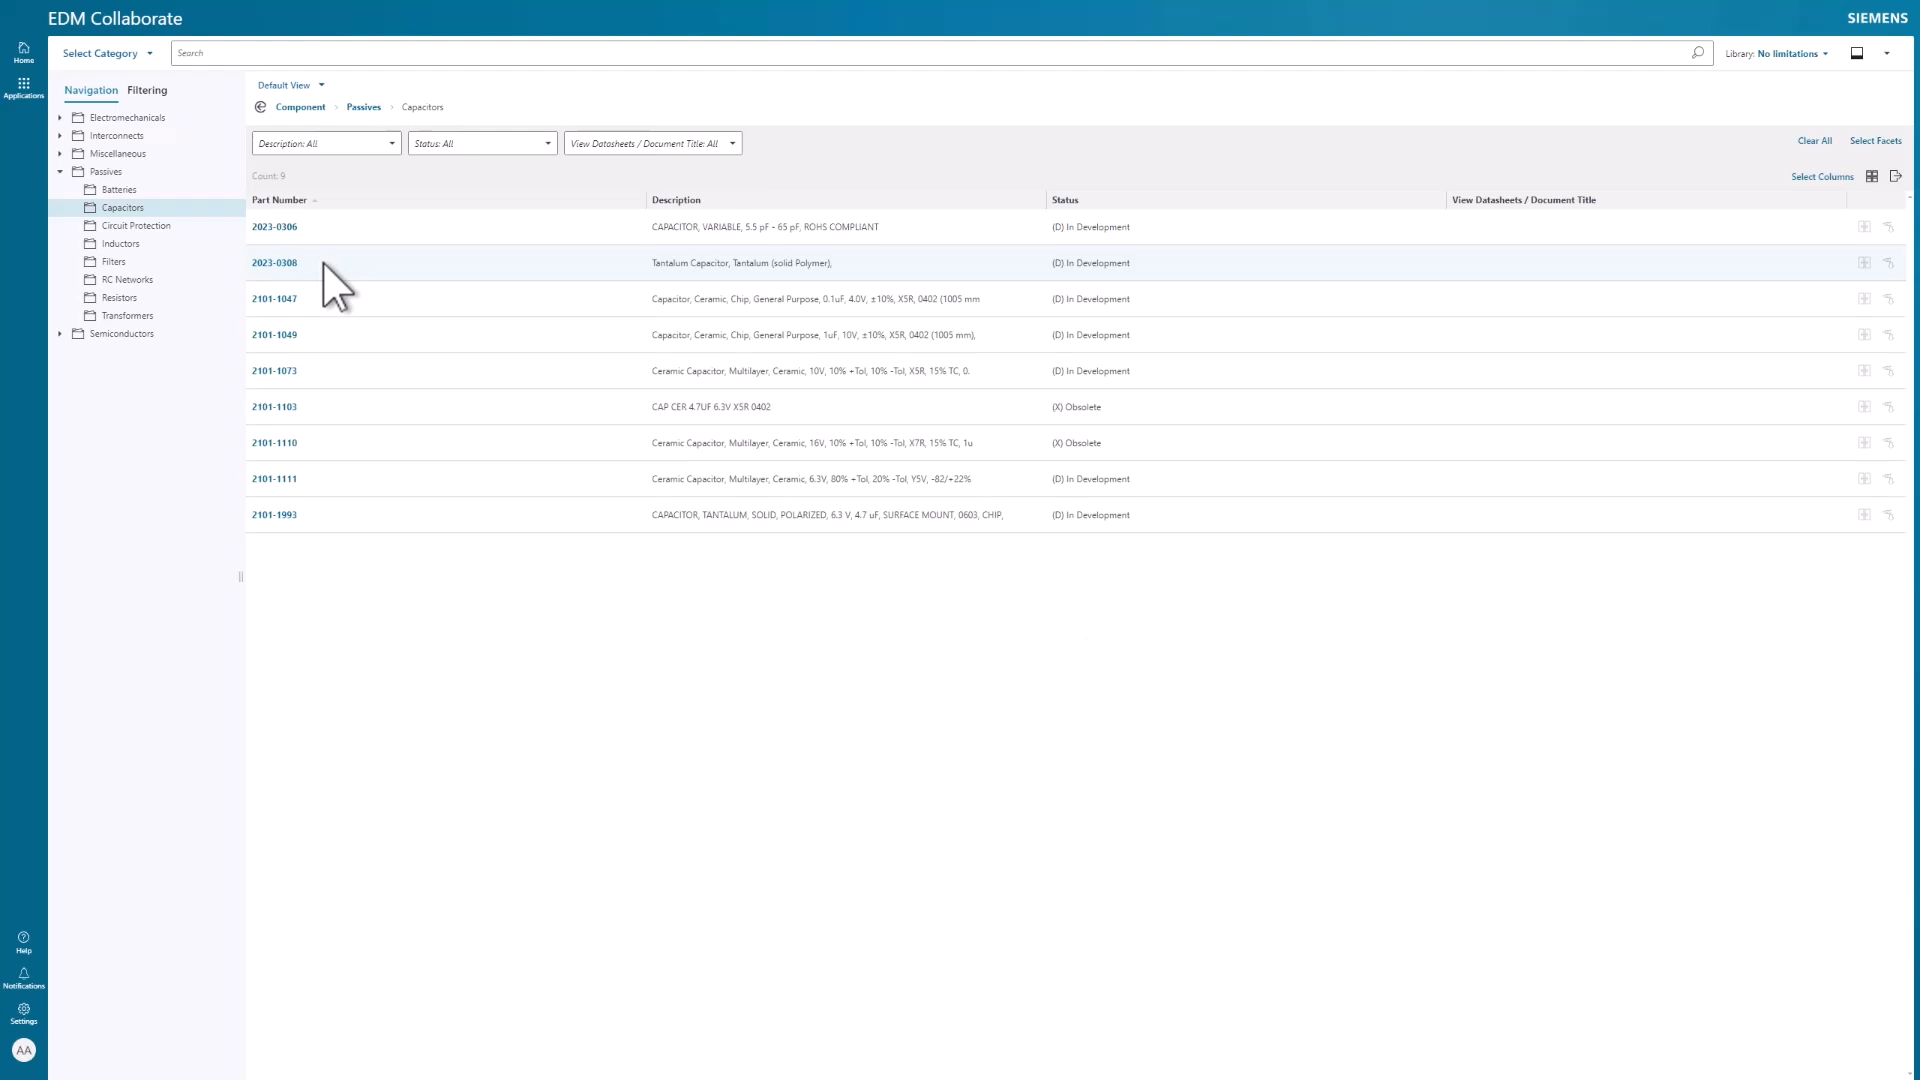 EDM Collaborate
SIEMENS
Home
Applications
Select Category
Search
Library: No limitations
Navigation Filtering
Electromechanicals
Interconnects
Miscellaneous
Passives
Batteries
Capacitors
Circuit Protection
Inductors
Filters
RC Networks
Resistors
Transformers
Semiconductors
Default View
Component > Passives > Capacitors
Description: All Status: All View Datasheets / Document Title: All
Clear All Select Facets
Count: 9
Select Columns
Part Number Description Status View Datasheets / Document Title
2023-0306 CAPACITOR, VARIABLE, 5.5 pF - 65 pF, ROHS COMPLIANT (D) In Development
2023-0308 Tantalum Capacitor, Tantalum (solid Polymer), (D) In Development
2101-1047 Capacitor, Ceramic, Chip, General Purpose, 0.1uF, 4.0V, ±10%, X5R, 0402 (1005 mm (D) In Development
2101-1049 Capacitor, Ceramic, Chip, General Purpose, 1uF, 10V, ±10%, X5R, 0402 (1005 mm), (D) In Development
2101-1073 Ceramic Capacitor, Multilayer, Ceramic, 10V, 10% +Tol, 10% -Tol, X5R, 15% TC, 0. (D) In Development
2101-1103 CAP CER 4.7UF 6.3V X5R 0402 (X) Obsolete
2101-1110 Ceramic Capacitor, Multilayer, Ceramic, 16V, 10% +Tol, 10% -Tol, X7R, 15% TC, 1u (X) Obsolete
2101-1111 Ceramic Capacitor, Multilayer, Ceramic, 6.3V, 80% +Tol, 20% -Tol, Y5V, -82/+22% (D) In Development
2101-1993 CAPACITOR, TANTALUM, SOLID, POLARIZED, 6.3 V, 4.7 uF, SURFACE MOUNT, 0603, CHIP, (D) In Development
Help
Notifications
Settings
AA